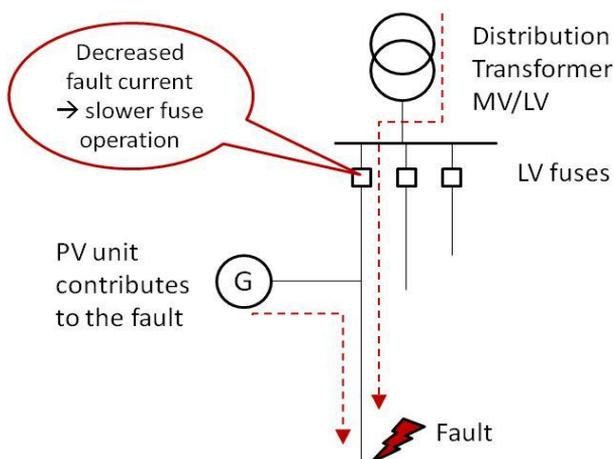 Decreased
fault current
→ slower fuse
operation
Distribution
Transformer
MV/LV
LV fuses
PV unit
contributes
to the fault
G
Fault